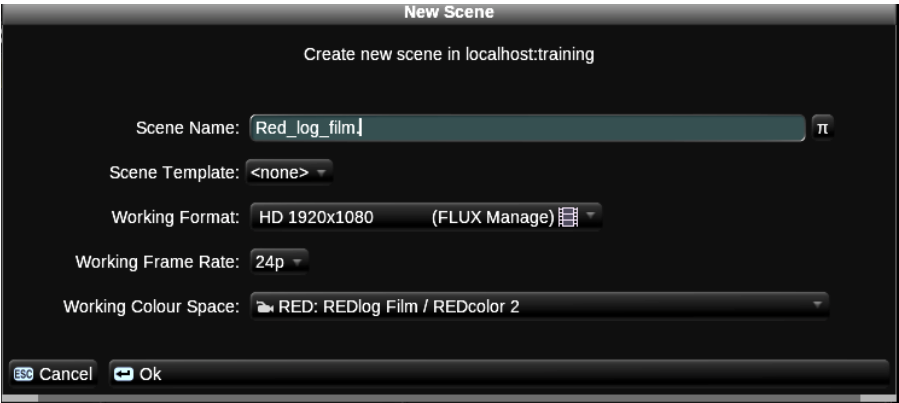 New Scene
Create new scene in localhost:training
Scene Name: Red_log_film. π
Scene Template: <none>
Working Format: HD 1920x1080 (FLUX Manage)
Working Frame Rate: 24p
Working Colour Space: RED: REDlog Film / REDcolor 2
ESC Cancel Ok